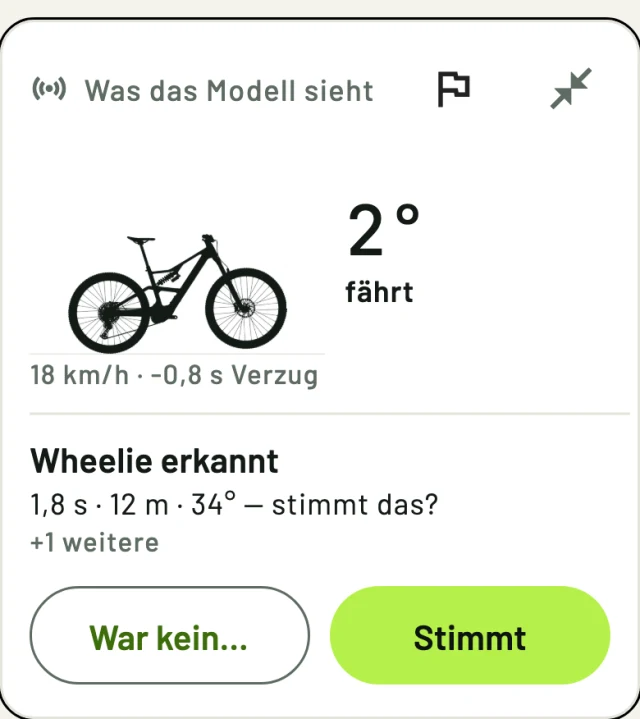 Was das Modell sieht
2°
fährt
18 km/h · -0,8 s Verzug
Wheelie erkannt
1,8 s · 12 m · 34° — stimmt das?
+1 weitere
War kein...
Stimmt